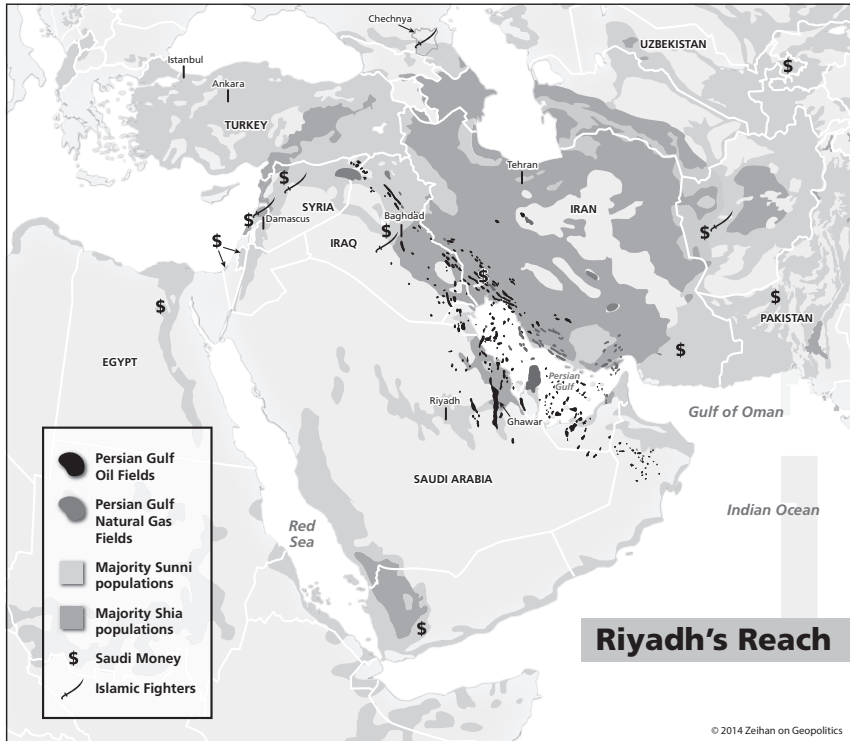 Chechnya
UZBEKISTAN
Istanbul
$
Ankara
TURKEY
Tehran
$
SYRIA
IRAN
$
Damascus
Baghdad
$
$
IRAQ
$
$
$
$
PAKISTAN
EGYPT
$
Persian
Gulf
Riyadh
Gulf of Oman
Ghawar
SAUDI ARABIA
Persian Gulf
Oil Fields
Persian Gulf
Natural Gas
Fields
Majority Sunni
populations
Majority Shia
populations
$ Saudi Money
Islamic Fighters
Red
Sea
Indian Ocean
$
Riyadh's Reach
© 2014 Zeihan on Geopolitics